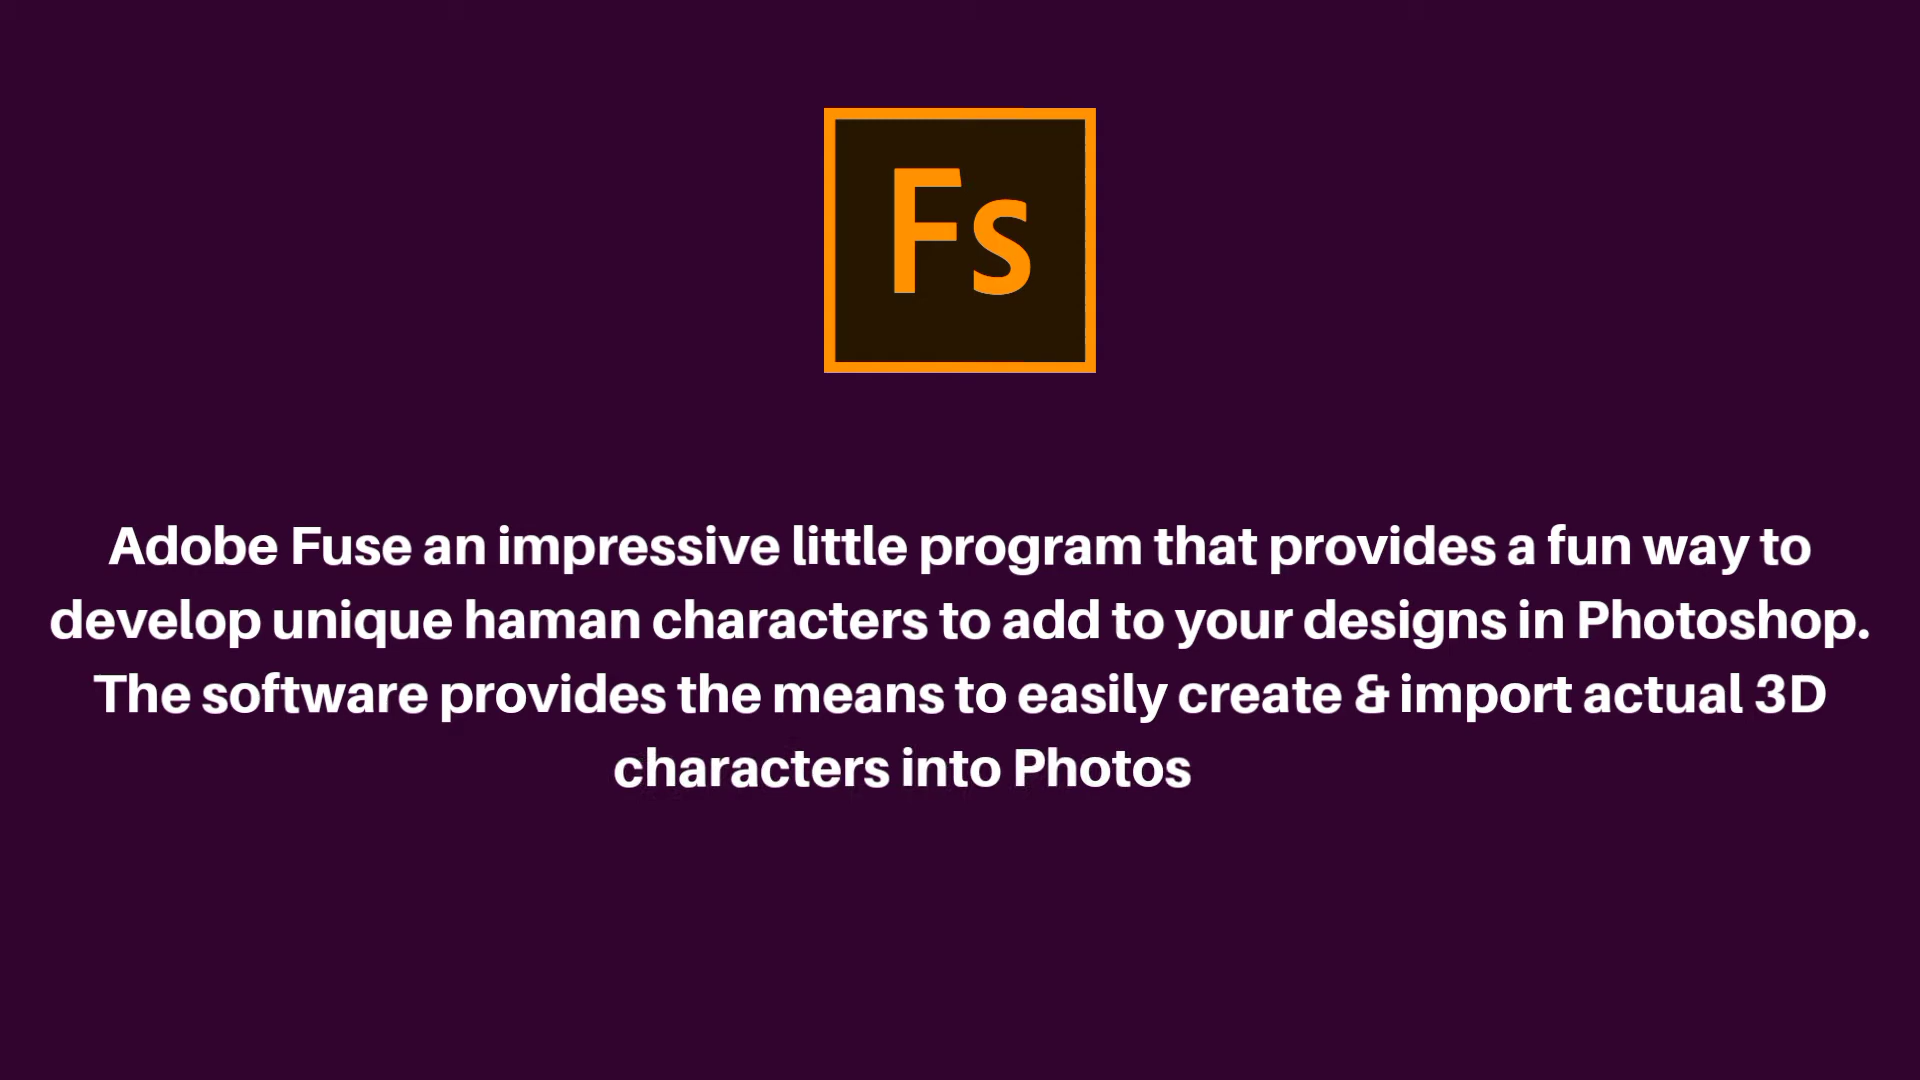 Fs
Adobe Fuse an impressive little program that provides a fun way to
develop unique haman characters to add to your designs in Photoshop.
The software provides the means to easily create & import actual 3D
characters into Photos